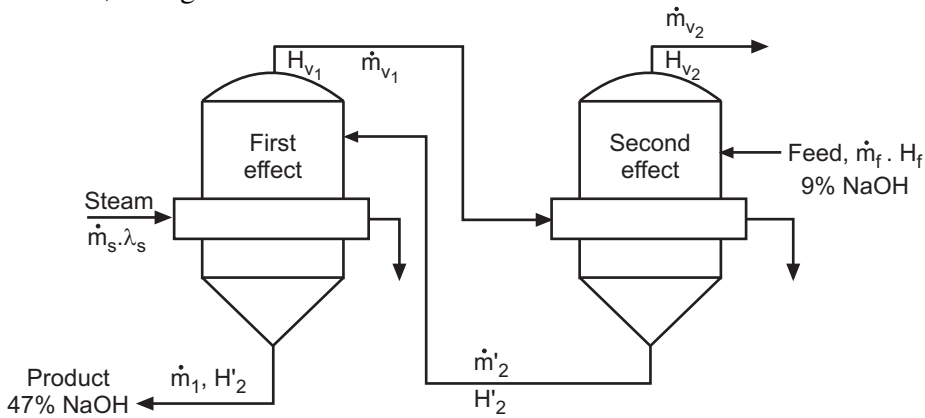 ṁv2
Hv1
ṁv1
Hv2
First
effect
Second
effect
Feed, ṁf . Hf
9% NaOH
Steam
ṁs.λs
ṁ1, H'2
Product
47% NaOH
ṁ'2
H'2